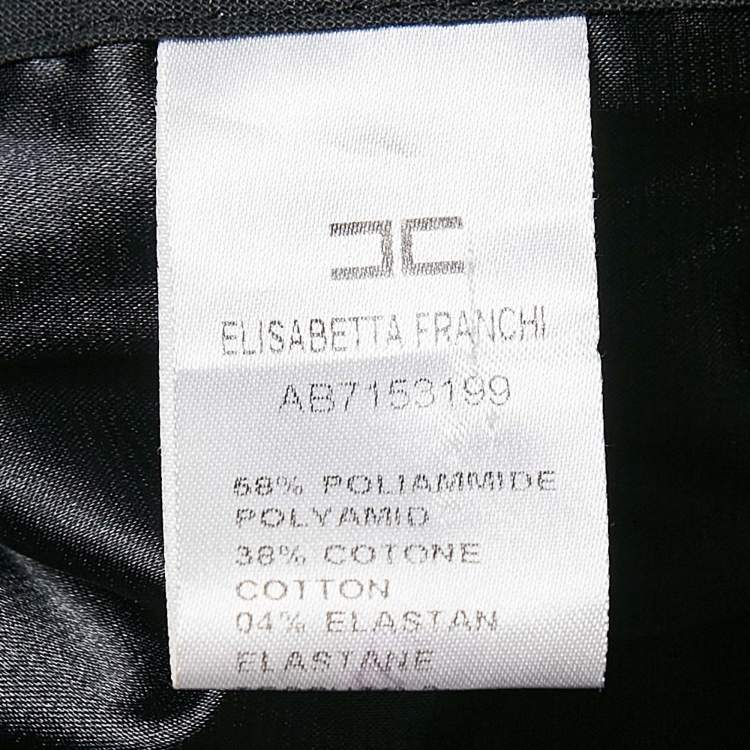 ELISABETTA FRANCHI
AB7153199
58% POLIAMMIDE
POLYAMID
38% COTONE
COTTON
04% ELASTAN
ELASTANE